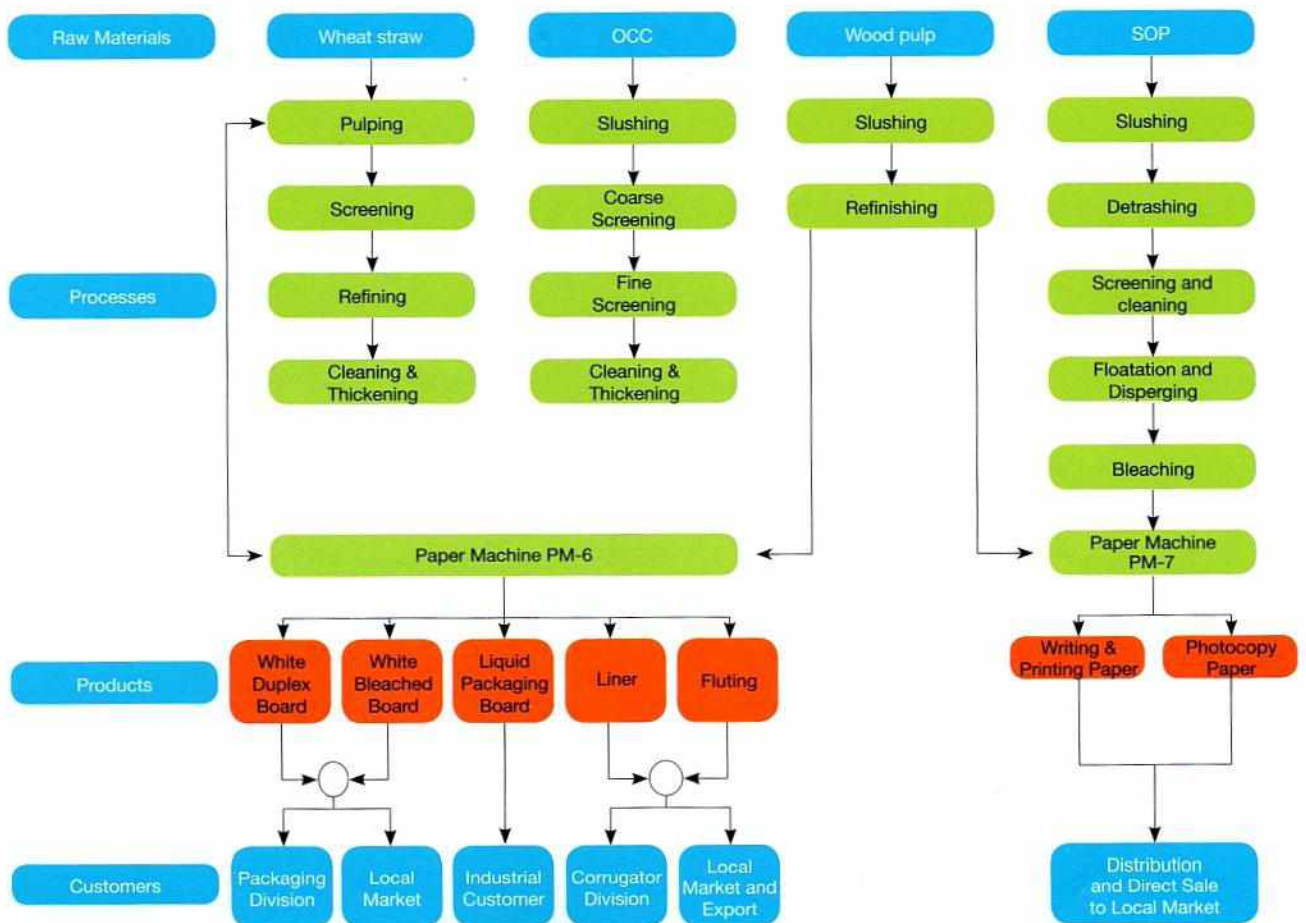 Raw Materials
Wheat straw
OCC
Wood pulp
SOP
Pulping
Slushing
Slushing
Slushing
Screening
Coarse
Screening
Refinishing
Detrashing
Processes
Refining
Fine
Screening
Screening and
cleaning
Cleaning &
Thickening
Cleaning &
Thickening
Floatation and
Disperging
Bleaching
Paper Machine PM-6
Paper Machine
PM-7
Products
White
Duplex
Board
White
Bleached
Board
Liquid
Packaging
Board
Liner
Fluting
Writing &
Printing Paper
Photocopy
Paper
Customers
Packaging
Division
Local
Market
Industrial
Customer
Corrugator
Division
Local
Market and
Export
Distribution
and Direct Sale
to Local Market